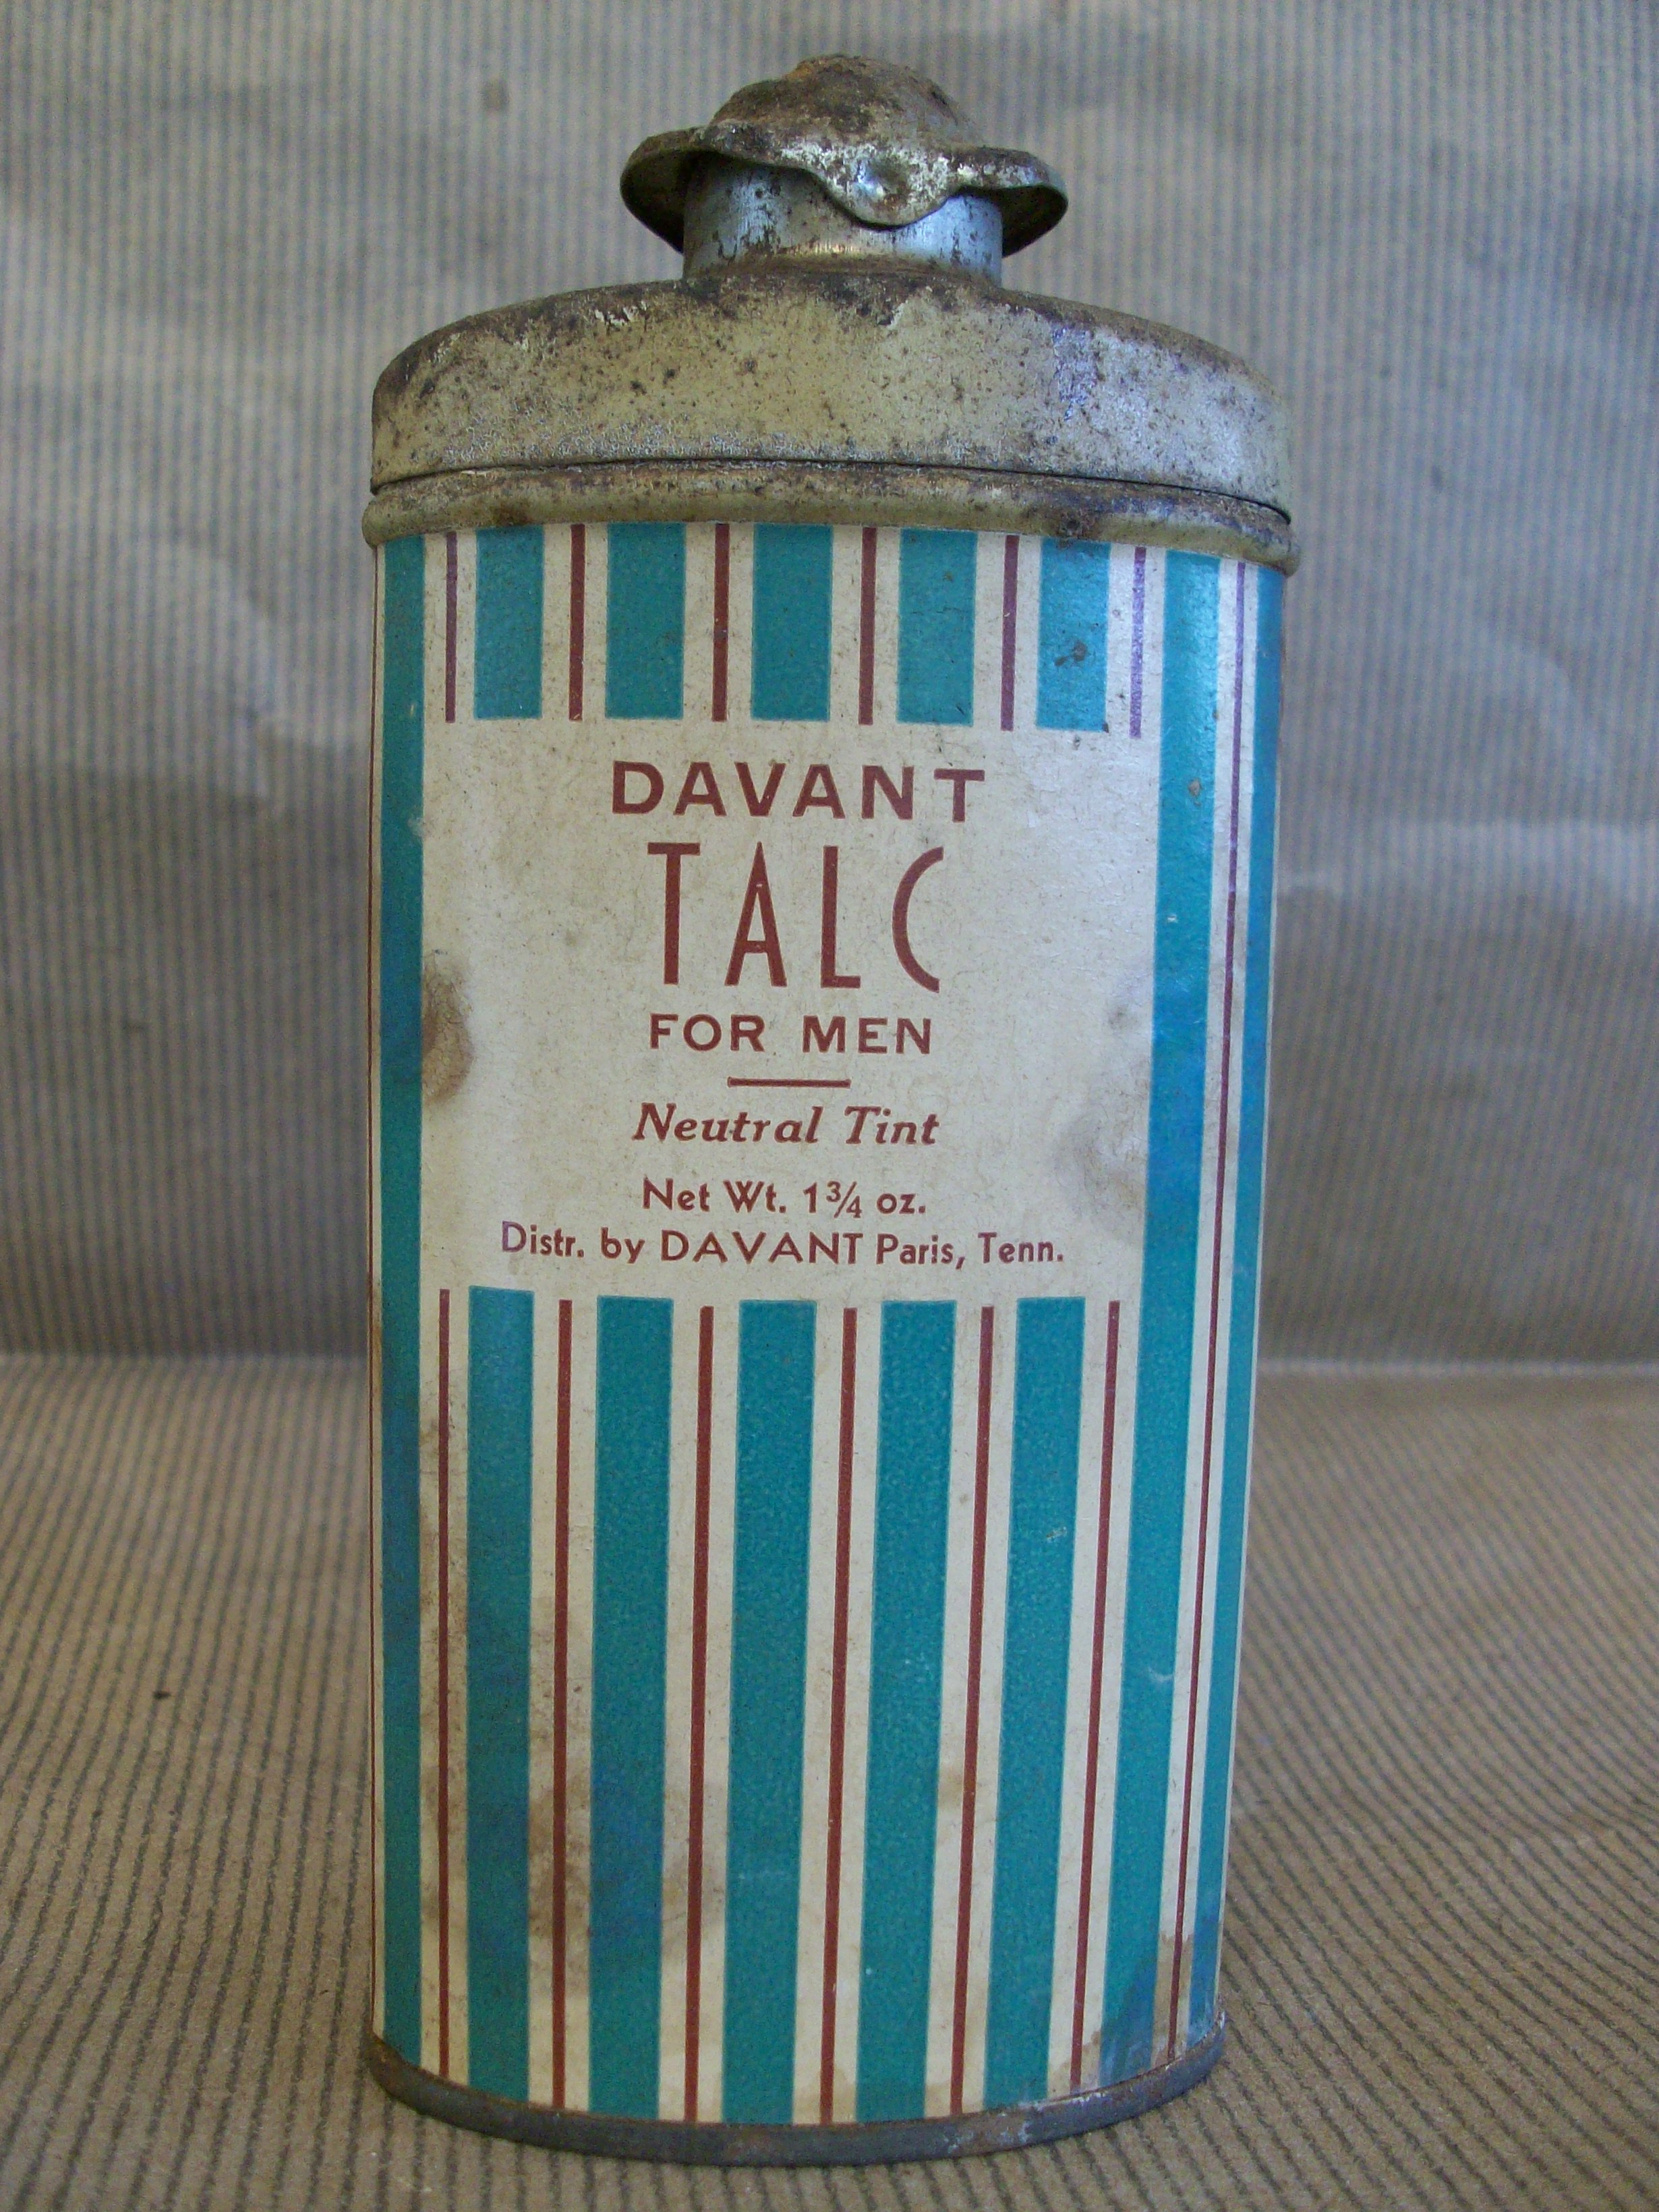 DAVANT
TALC
FOR MEN
Neutral Tint
Net Wt. 1¾ oz.
Distr. by DAVANT Paris, Tenn.